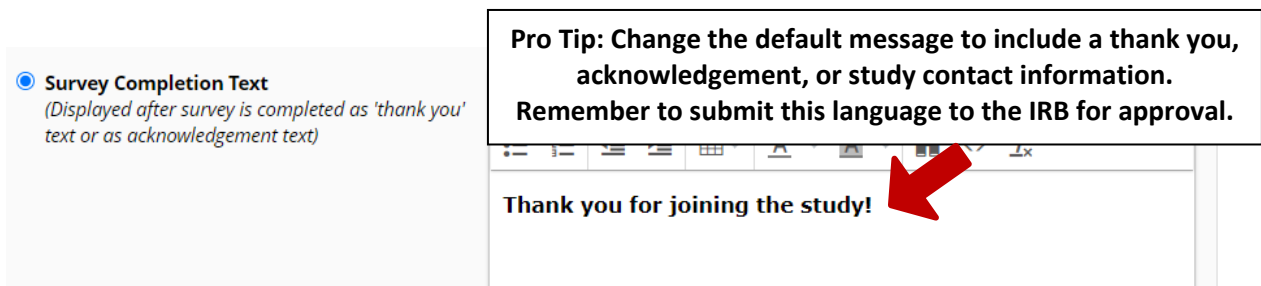 Pro Tip: Change the default message to include a thank you,
acknowledgement, or study contact information.
Remember to submit this language to the IRB for approval.
Survey Completion Text
(Displayed after survey is completed as 'thank you'
text or as acknowledgement text)
Thank you for joining the study!